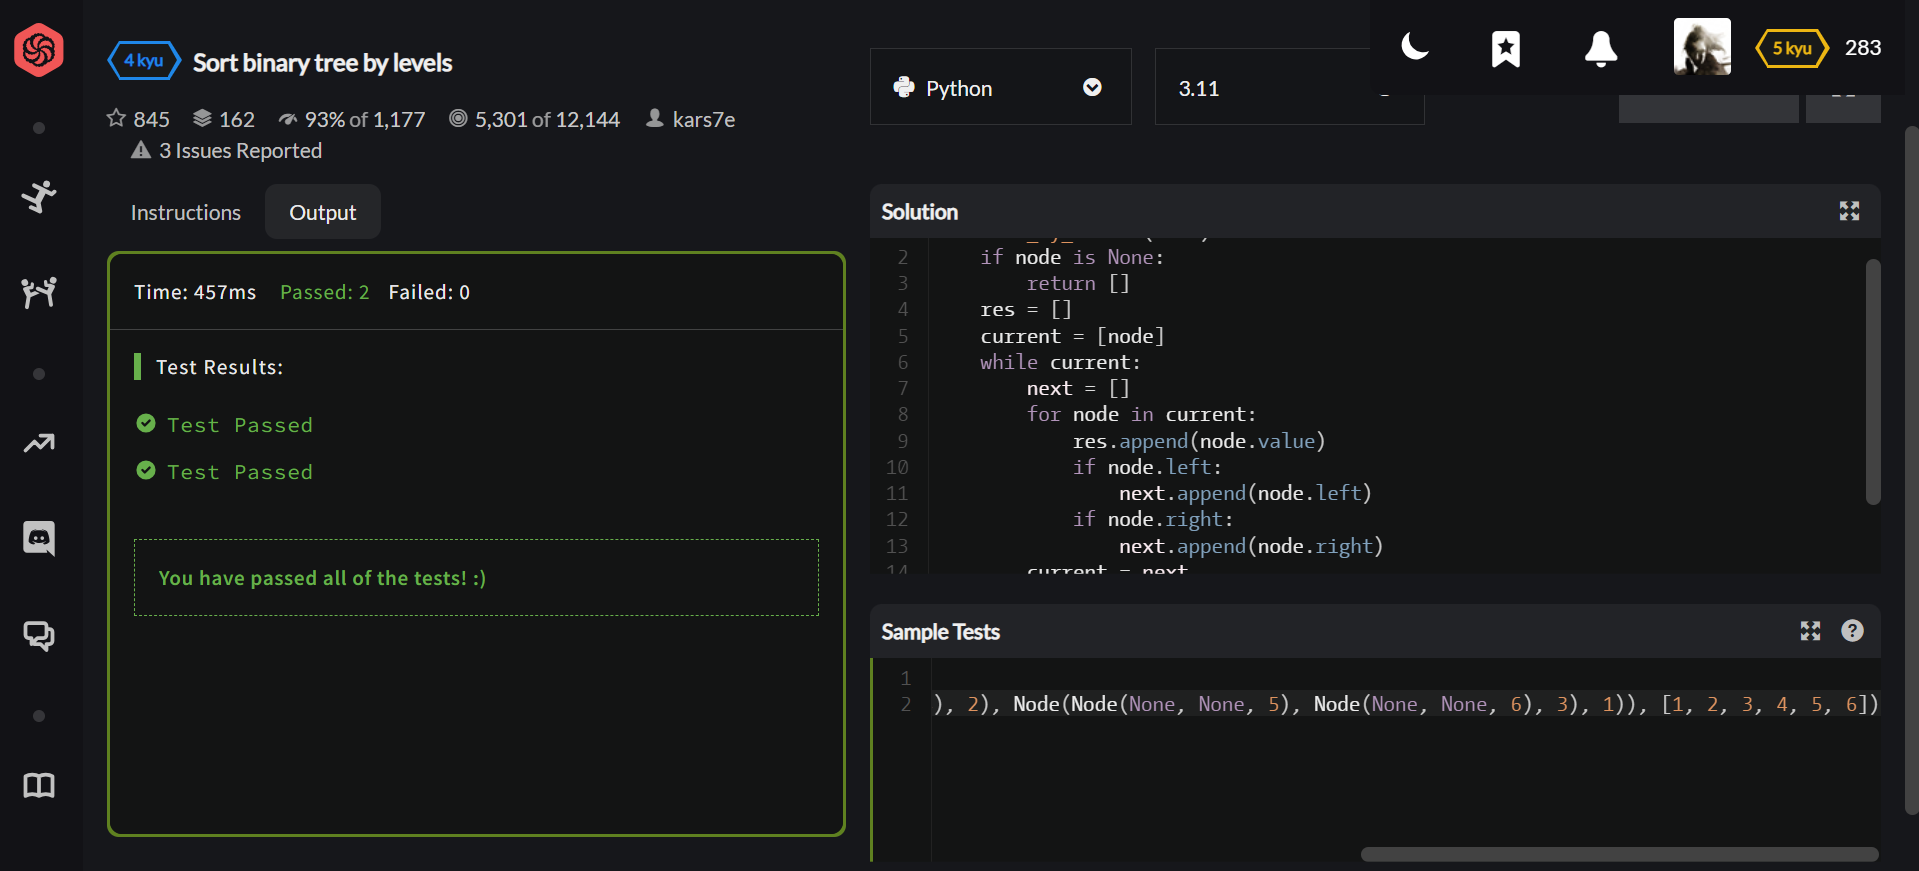 4 kyu Sort binary tree by levels
845 162 93% of 1,177 5,301 of 12,144 kars7e
3 Issues Reported
Python 3.11
5 kyu 283
Instructions Output
Time: 457ms Passed: 2 Failed: 0
Test Results:
Test Passed
Test Passed
You have passed all of the tests! :)
Solution
2 if node is None:
3 return []
4 res = []
5 current = [node]
6 while current:
7 next = []
8 for node in current:
9 res.append(node.value)
10 if node.left:
11 next.append(node.left)
12 if node.right:
13 next.append(node.right)
14 current = next
Sample Tests
1
2 ), 2), Node(Node(None, None, 5), Node(None, None, 6), 3), 1)), [1, 2, 3, 4, 5, 6])